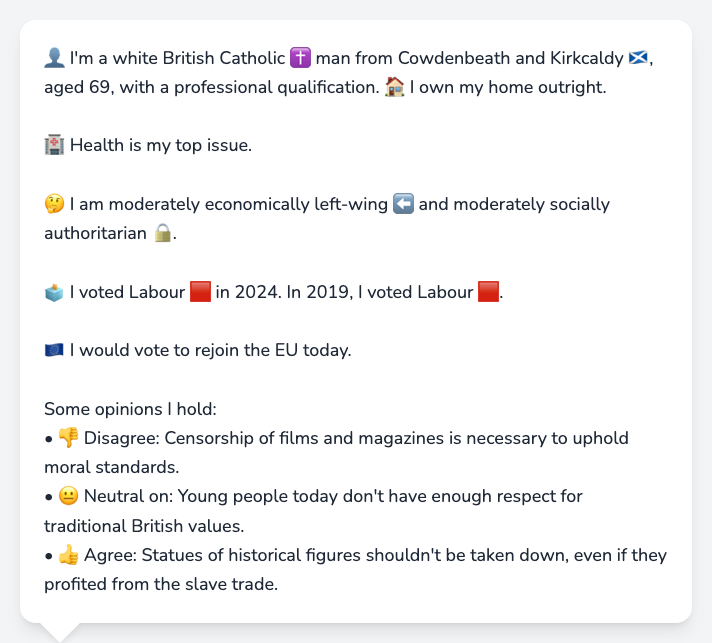 👤 I'm a white British Catholic ✝️ man from Cowdenbeath and Kirkcaldy 🏴󠁧󠁢󠁳󠁣󠁴󠁿,
aged 69, with a professional qualification. 🏠 I own my home outright.
🏥 Health is my top issue.
🤔 I am moderately economically left-wing ⬅️ and moderately socially
authoritarian 🔒.
🗳️ I voted Labour 🟥 in 2024. In 2019, I voted Labour 🟥.
🇪🇺 I would vote to rejoin the EU today.
Some opinions I hold:
• 👎 Disagree: Censorship of films and magazines is necessary to uphold
moral standards.
• 😐 Neutral on: Young people today don't have enough respect for
traditional British values.
• 👍 Agree: Statues of historical figures shouldn't be taken down, even if they
profited from the slave trade.